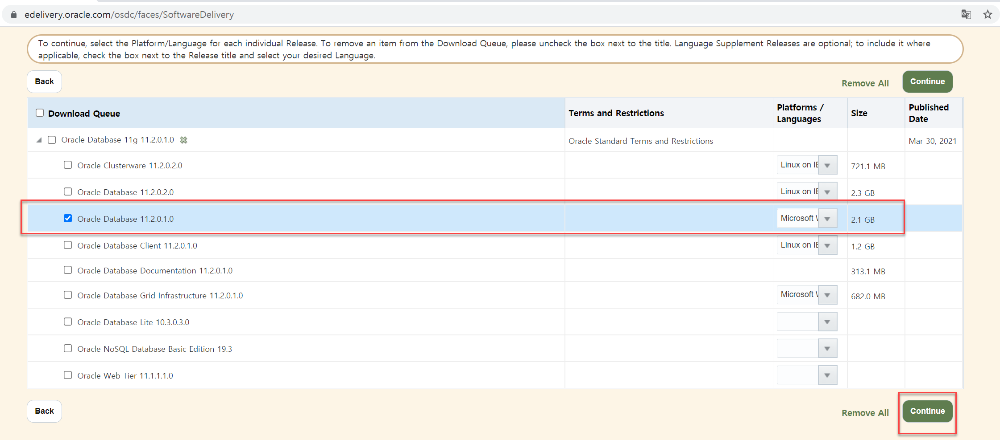 edelivery.oracle.com/osdc/faces/SoftwareDelivery
To continue, select the Platform/Language for each individual Release. To remove an item from the Download Queue, please uncheck the box next to the title. Language Supplement Releases are optional; to include it where
applicable, check the box next to the Release title and select your desired Language.
Back
Remove All
Continue
Download Queue
Terms and Restrictions
Platforms /
Languages
Size
Published
Date
Oracle Database 11g 11.2.0.1.0
Oracle Standard Terms and Restrictions
Mar 30, 2021
Oracle Clusterware 11.2.0.2.0
Linux on IE
721.1 MB
Oracle Database 11.2.0.2.0
Linux on IE
2.3 GB
Oracle Database 11.2.0.1.0
Microsoft W
2.1 GB
Oracle Database Client 11.2.0.1.0
Linux on IE
1.2 GB
Oracle Database Documentation 11.2.0.1.0
313.1 MB
Oracle Database Grid Infrastructure 11.2.0.1.0
Microsoft W
682.0 MB
Oracle Database Lite 10.3.0.3.0
Oracle NoSQL Database Basic Edition 19.3
Oracle Web Tier 11.1.1.1.0
Back
Remove All
Continue